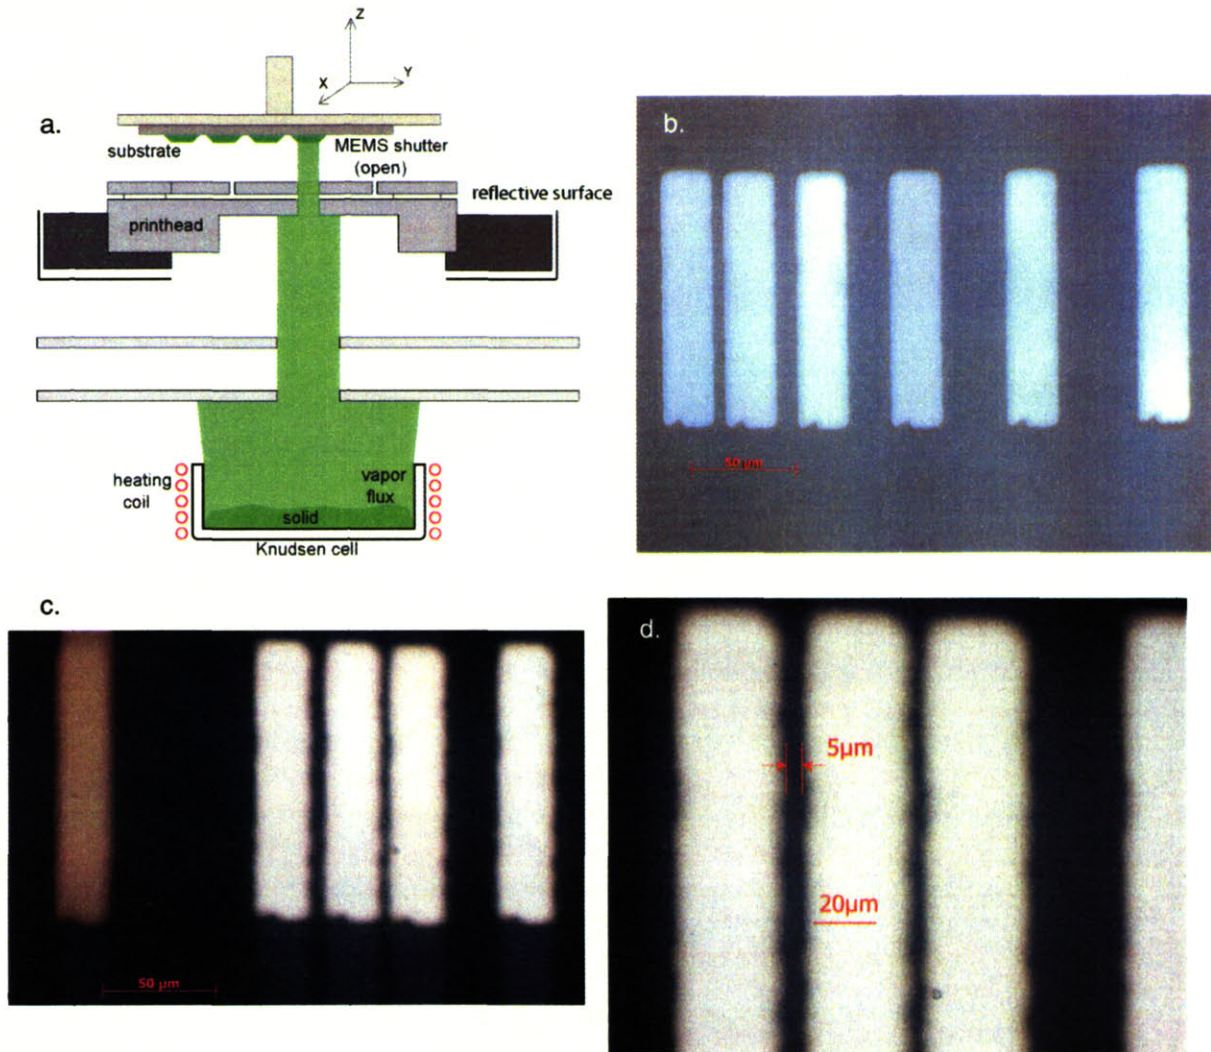 a.
Z
X
Y
substrate
MEMS shutter
(open)
reflective surface
printhead
heating
coil
vapor
flux
solid
Knudsen cell
b.
50 µm
c.
50 µm
d.
5µm
20µm